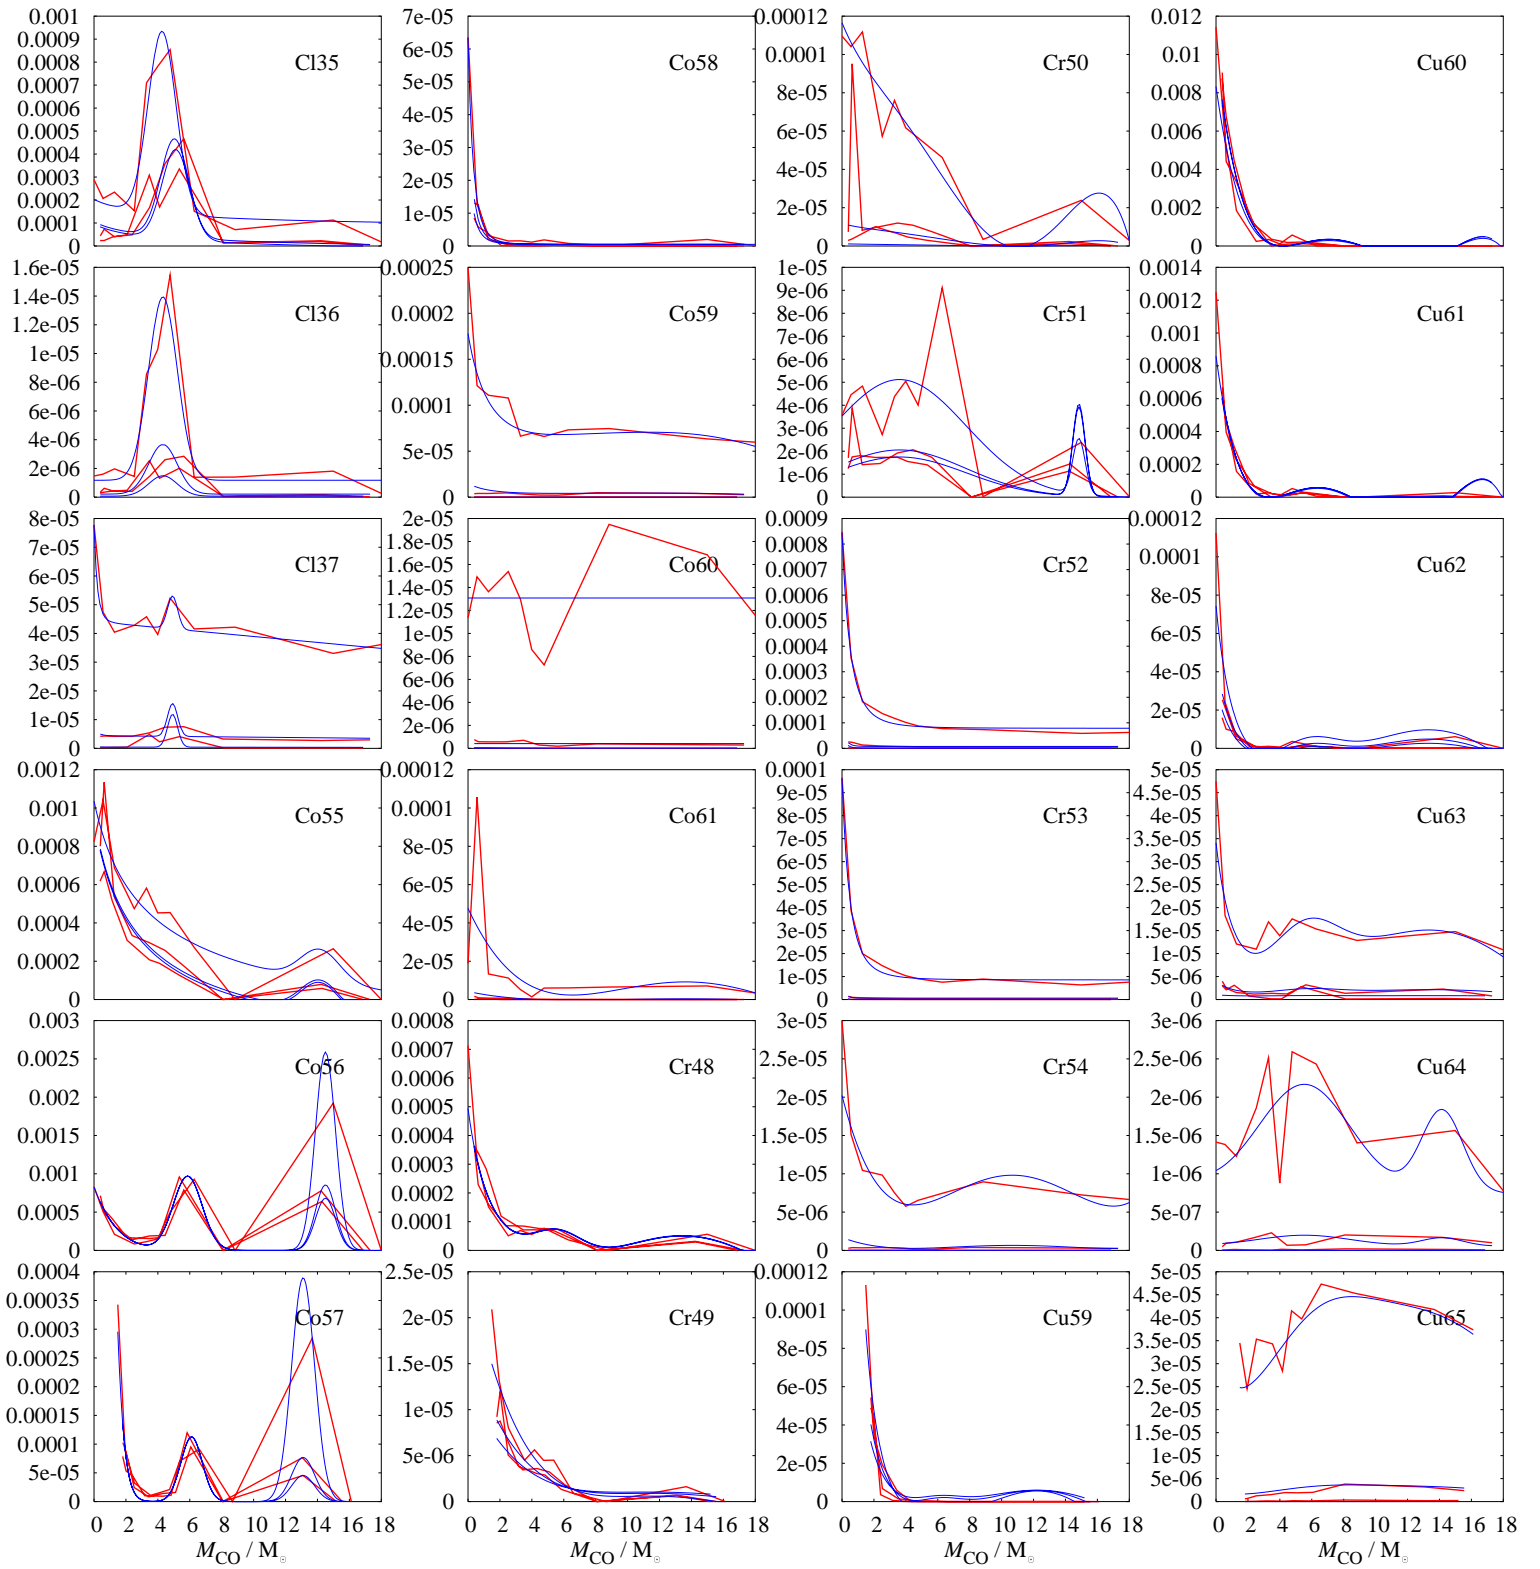 0.001
0.0009
Cl35
0.0008
0.0007
0.0006
0.0005
0.0004
0.0003
0.0002
0.0001
0
7e-05
6e-05
Co58
5e-05
4e-05
3e-05
2e-05
1e-05
0
0.00012
0.0001
Cr50
8e-05
6e-05
4e-05
2e-05
0
0.012
0.01
Cu60
0.008
0.006
0.004
0.002
0
1.6e-05
1.4e-05
Cl36
1.2e-05
1e-05
8e-06
6e-06
4e-06
2e-06
0
0.00025
Co59
0.0002
0.00015
0.0001
5e-05
0
1e-05
9e-06
Cr51
8e-06
7e-06
6e-06
5e-06
4e-06
3e-06
2e-06
1e-06
0
0.0014
0.0012
Cu61
0.001
0.0008
0.0006
0.0004
0.0002
0
8e-05
7e-05
Cl37
6e-05
5e-05
4e-05
3e-05
2e-05
1e-05
0
2e-05
1.8e-05
Co60
1.6e-05
1.4e-05
1.2e-05
1e-05
8e-06
6e-06
4e-06
2e-06
0
0.0009
0.0008
Cr52
0.0007
0.0006
0.0005
0.0004
0.0003
0.0002
0.0001
0
0.00012
0.0001
Cu62
8e-05
6e-05
4e-05
2e-05
0
0.0012
0.001
Co55
0.0008
0.0006
0.0004
0.0002
0
0.00012
0.0001
Co61
8e-05
6e-05
4e-05
2e-05
0
0.0001
9e-05
Cr53
8e-05
7e-05
6e-05
5e-05
4e-05
3e-05
2e-05
1e-05
0
5e-05
4.5e-05
Cu63
4e-05
3.5e-05
3e-05
2.5e-05
2e-05
1.5e-05
1e-05
5e-06
0
0.003
0.0025
Co56
0.002
0.0015
0.001
0.0005
0
0.0008
0.0007
Cr48
0.0006
0.0005
0.0004
0.0003
0.0002
0.0001
0
3e-05
2.5e-05
Cr54
2e-05
1.5e-05
1e-05
5e-06
0
3e-06
2.5e-06
Cu64
2e-06
1.5e-06
1e-06
5e-07
0
0.0004
0.00035
Co57
0.0003
0.00025
0.0002
0.00015
0.0001
5e-05
0
0 2 4 6 8 10 12 14 16 18
M_CO / M☉
2.5e-05
2e-05
Cr49
1.5e-05
1e-05
5e-06
0
0 2 4 6 8 10 12 14 16 18
M_CO / M☉
0.00012
0.0001
Cu59
8e-05
6e-05
4e-05
2e-05
0
0 2 4 6 8 10 12 14 16 18
M_CO / M☉
5e-05
4.5e-05
Cu65
4e-05
3.5e-05
3e-05
2.5e-05
2e-05
1.5e-05
1e-05
5e-06
0
0 2 4 6 8 10 12 14 16 18
M_CO / M☉